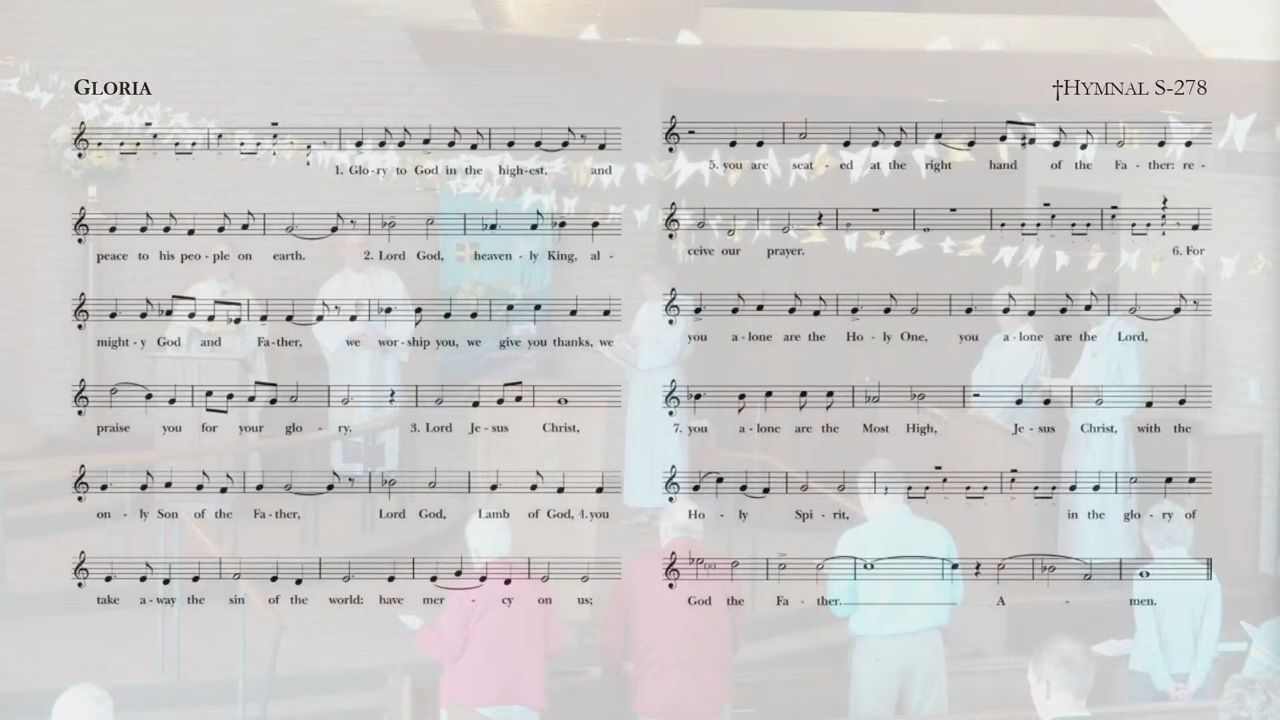 GLORIA
†HYMNAL S-278
1. Glo-ry to God in the high-est, and
peace to his peo-ple on earth. 2. Lord God, heaven-ly King, al-
might-y God and Fa-ther, we wor-ship you, we give you thanks, we
praise you for your glo-ry. 3. Lord Je-sus Christ,
on-ly Son of the Fa-ther, Lord God, Lamb of God, 4. you
take a-way the sin of the world: have mer-cy on us;
5. you are seat-ed at the right hand of the Fa-ther: re-
ceive our prayer. 6. For
you a-lone are the Ho-ly One, you a-lone are the Lord,
7. you a-lone are the Most High, Je-sus Christ, with the
Ho-ly Spi-rit, in the glo-ry of
God the Fa-ther. A-men.